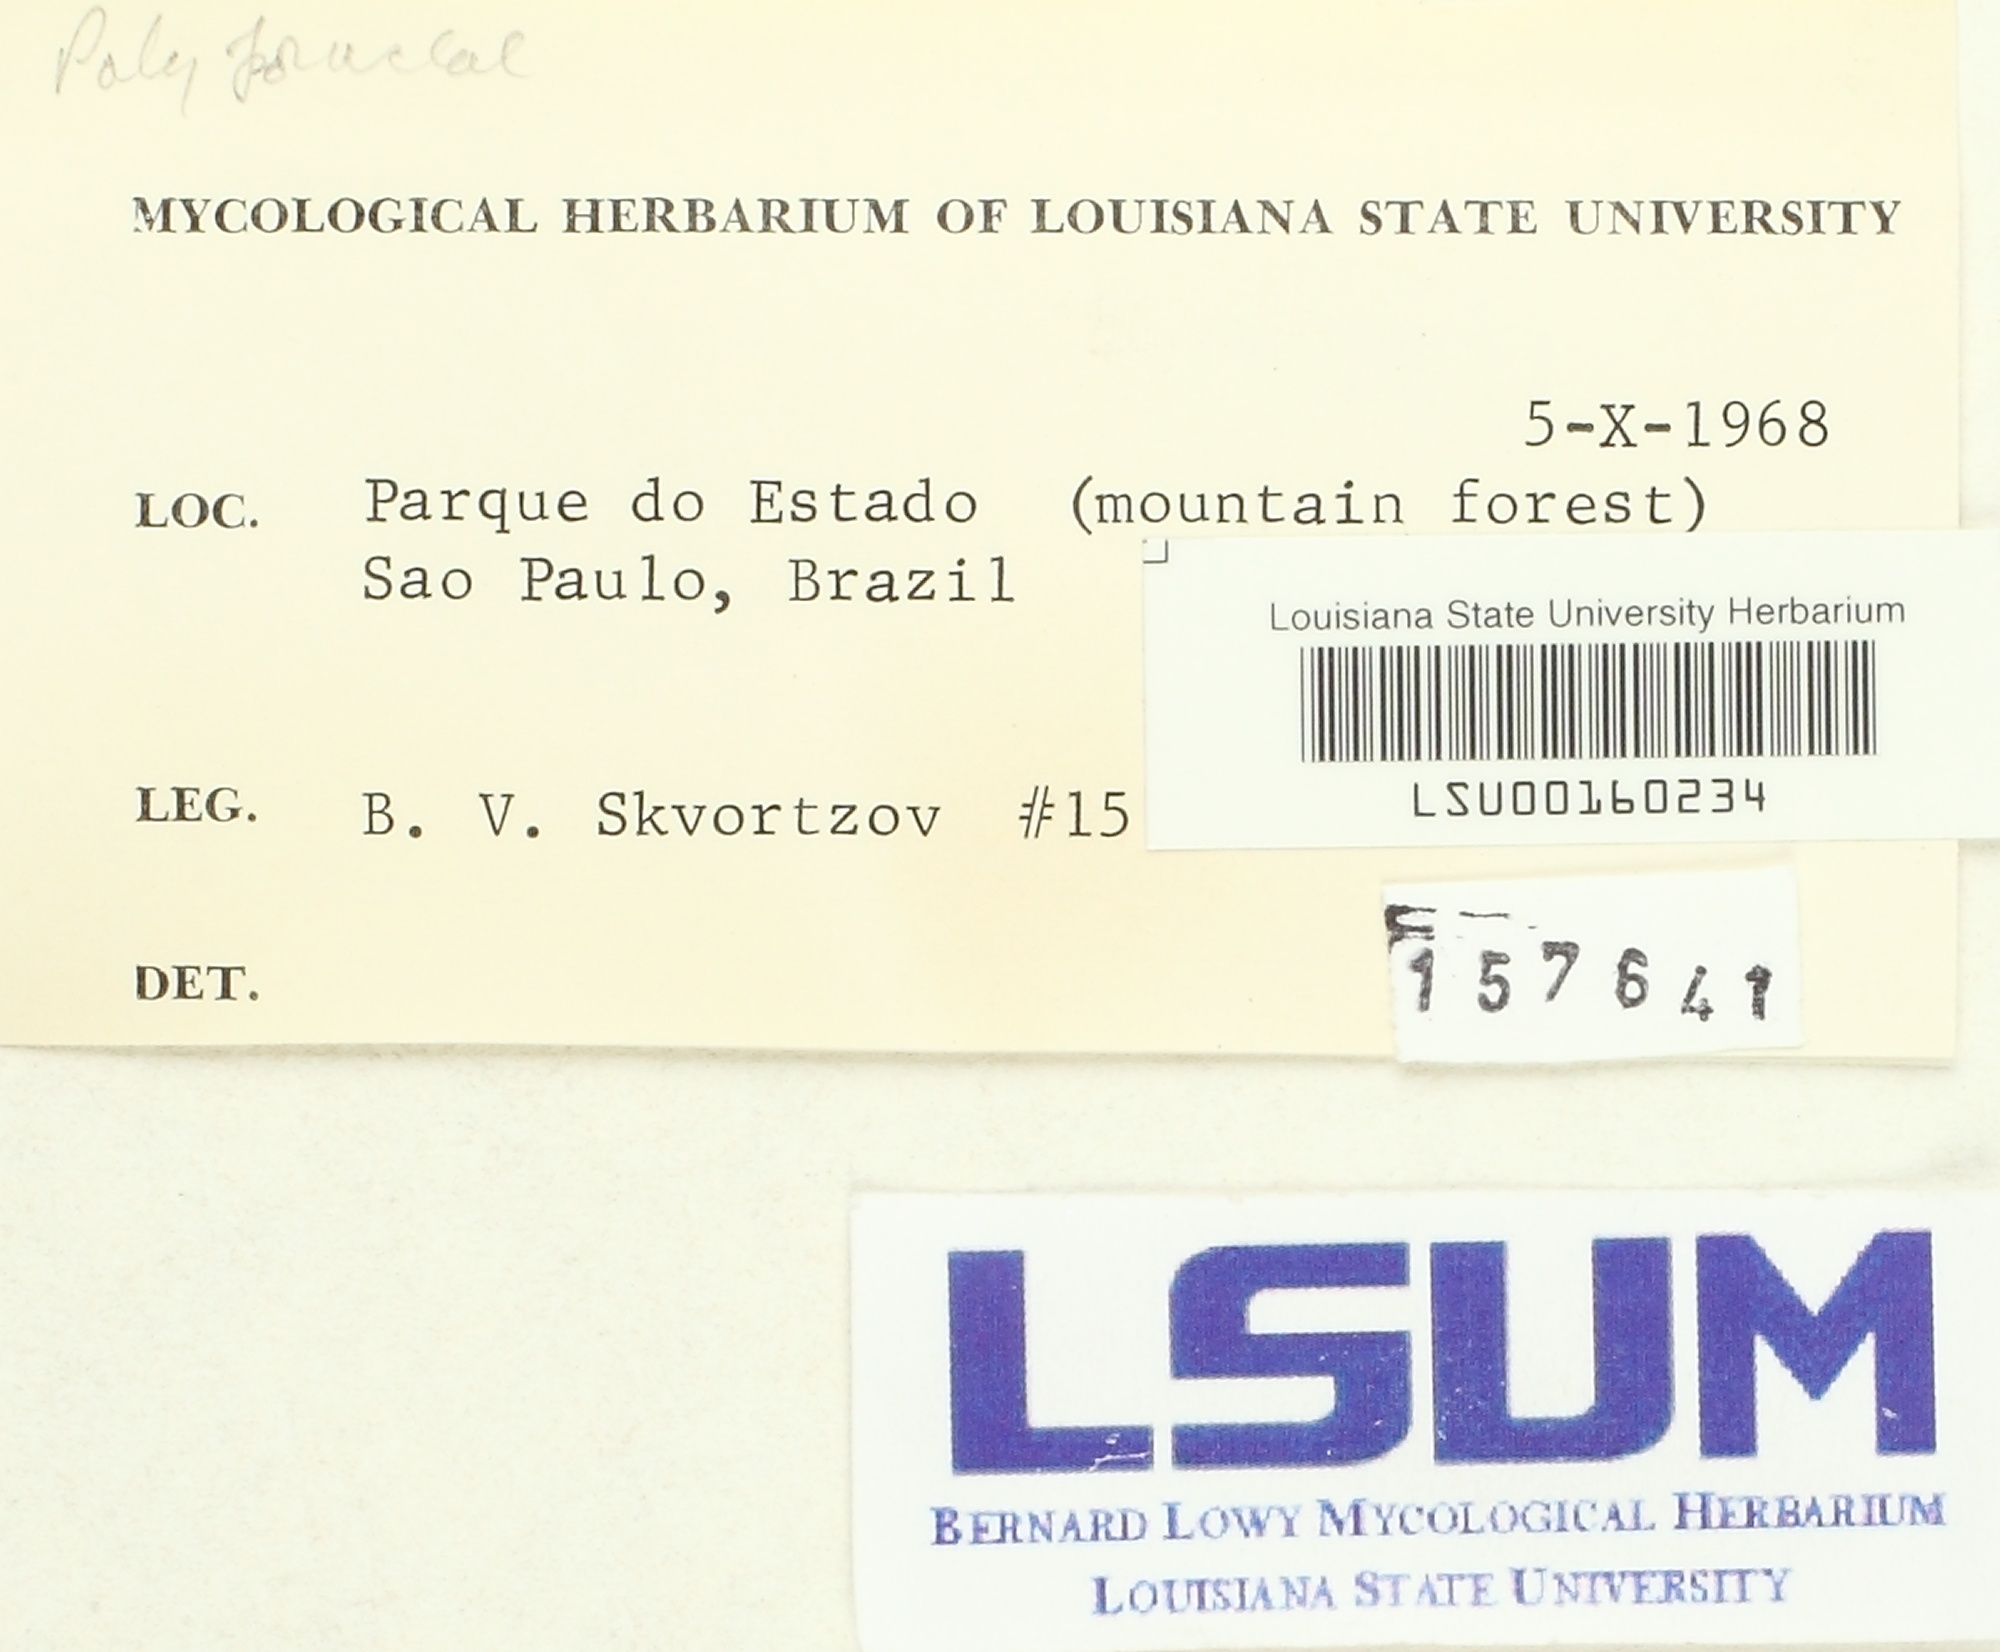 Polyporaceae
MYCOLOGICAL HERBARIUM OF LOUISIANA STATE UNIVERSITY
5-X-1968
LOC. Parque do Estado (mountain forest)
Sao Paulo, Brazil
Louisiana State University Herbarium
LSU00160234
LEG. B. V. Skvortzov #15
157641
DET.
LSUM
BERNARD LOWY MYCOLOGICAL HERBARIUM
LOUISIANA STATE UNIVERSITY